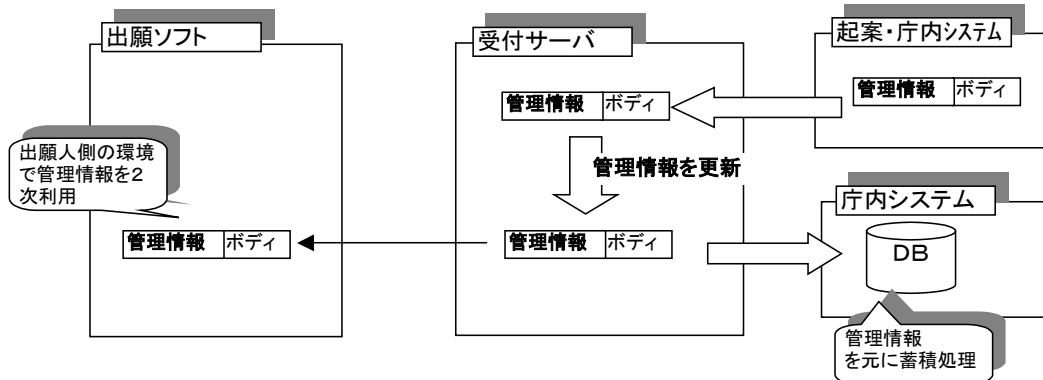 出願ソフト
出願人側の環境
で管理情報を2
次利用
管理情報 ボディ
受付サーバ
管理情報 ボディ
管理情報を更新
管理情報 ボディ
起案・庁内システム
管理情報 ボディ
庁内システム
DB
管理情報
を元に蓄積処理